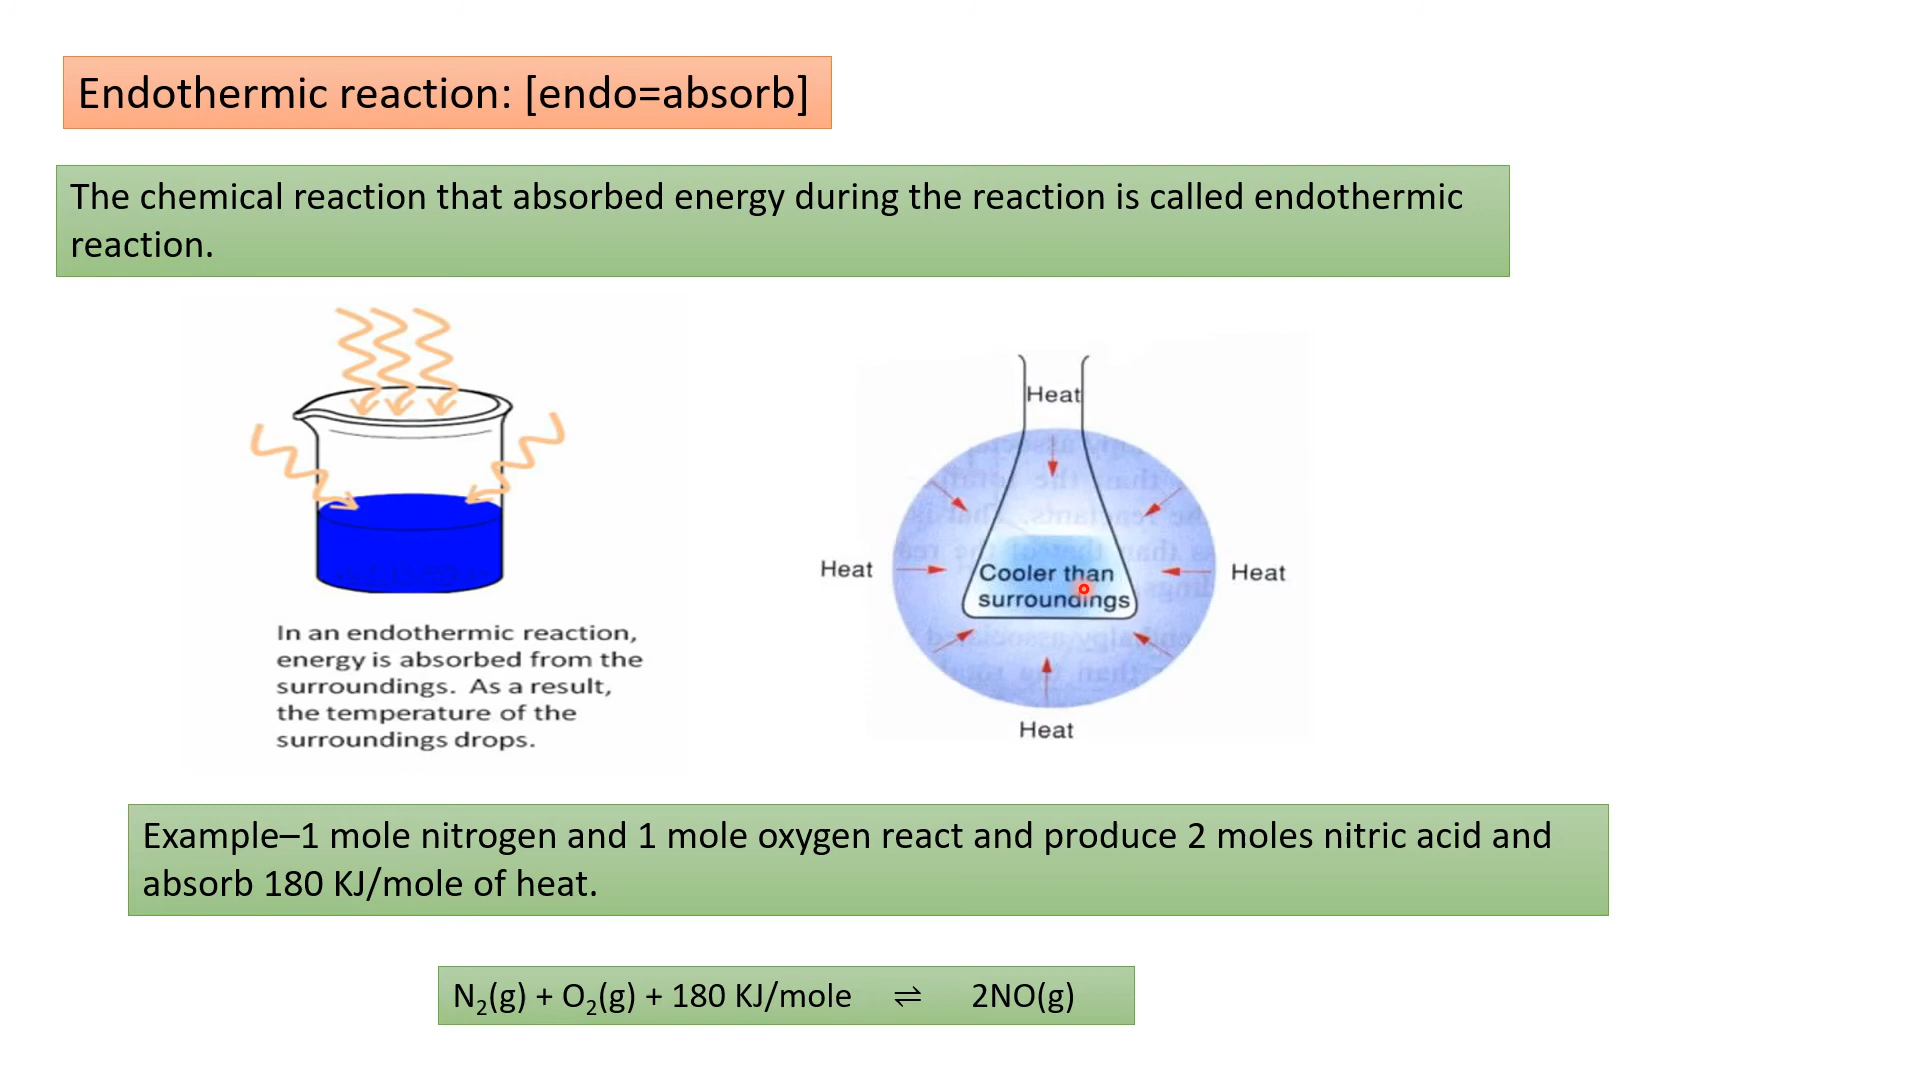 Endothermic reaction: [endo=absorb]
The chemical reaction that absorbed energy during the reaction is called endothermic
reaction.
In an endothermic reaction,
energy is absorbed from the
surroundings. As a result,
the temperature of the
surroundings drops.
Heat
Heat
Cooler than
surroundings
Heat
Heat
Example–1 mole nitrogen and 1 mole oxygen react and produce 2 moles nitric acid and
absorb 180 KJ/mole of heat.
N₂(g) + O₂(g) + 180 KJ/mole ⇌ 2NO(g)